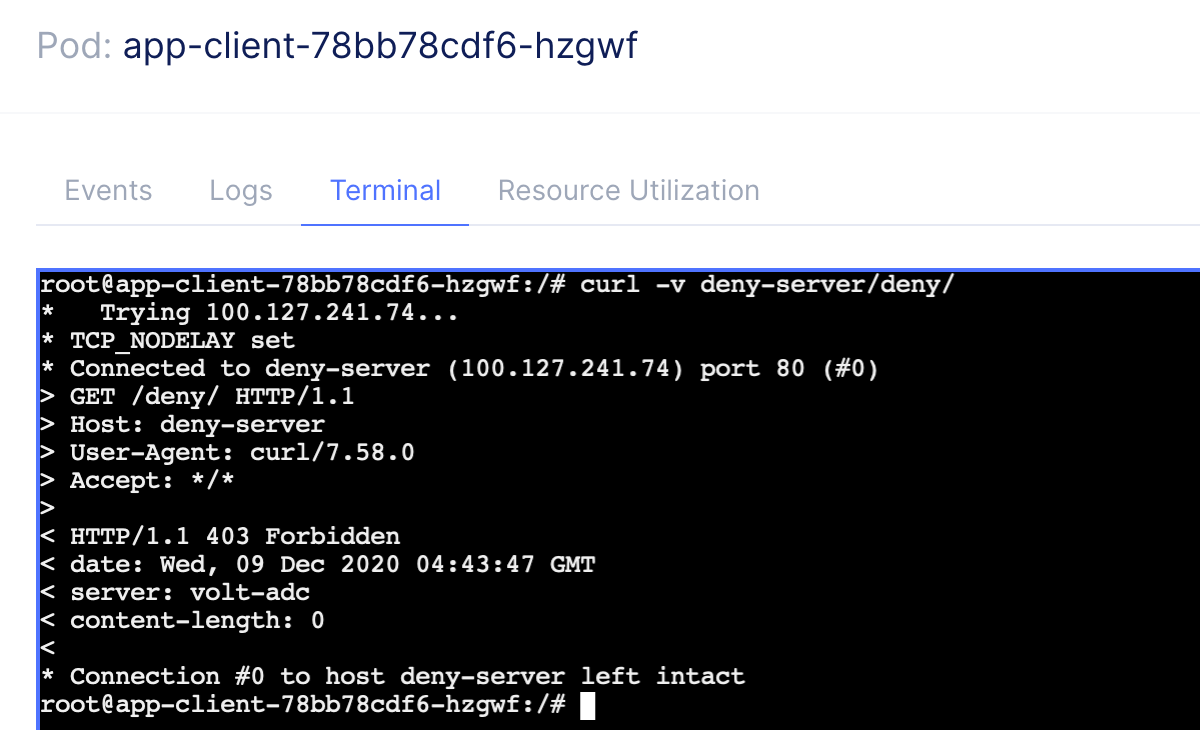 Pod: app-client-78bb78cdf6-hzgwf
Events Logs Terminal Resource Utilization
root@app-client-78bb78cdf6-hzgwf:/# curl -v deny-server/deny/
*   Trying 100.127.241.74...
* TCP_NODELAY set
* Connected to deny-server (100.127.241.74) port 80 (#0)
> GET /deny/ HTTP/1.1
> Host: deny-server
> User-Agent: curl/7.58.0
> Accept: */*
>
< HTTP/1.1 403 Forbidden
< date: Wed, 09 Dec 2020 04:43:47 GMT
< server: volt-adc
< content-length: 0
<
* Connection #0 to host deny-server left intact
root@app-client-78bb78cdf6-hzgwf:/#